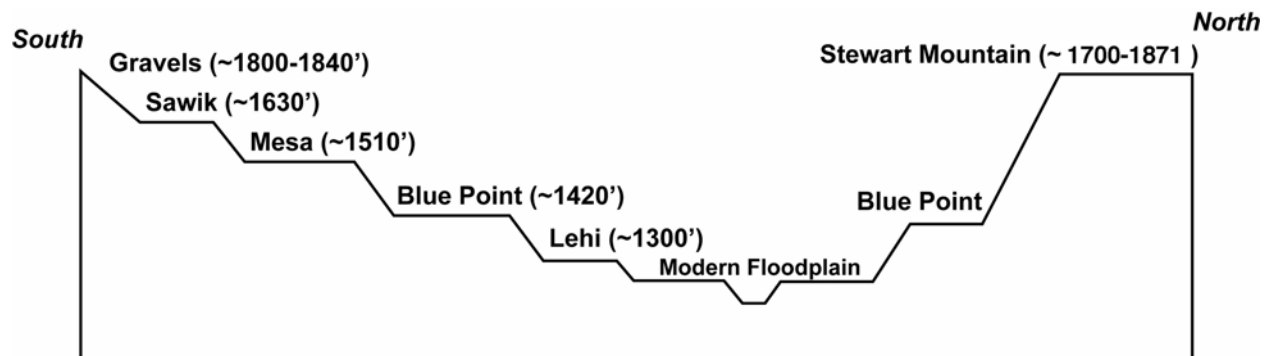 South
North
Gravels (~1800-1840’)
Stewart Mountain (~ 1700-1871 )
Sawik (~1630’)
Mesa (~1510’)
Blue Point (~1420’)
Blue Point
Lehi (~1300’)
Modern Floodplain